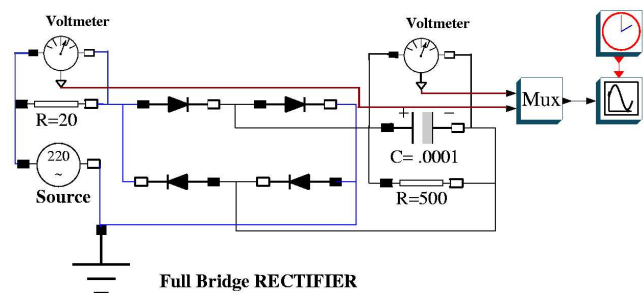 Voltmeter
Voltmeter
R=20
+ −
Mux
220
~
C= .0001
Source
R=500
Full Bridge RECTIFIER